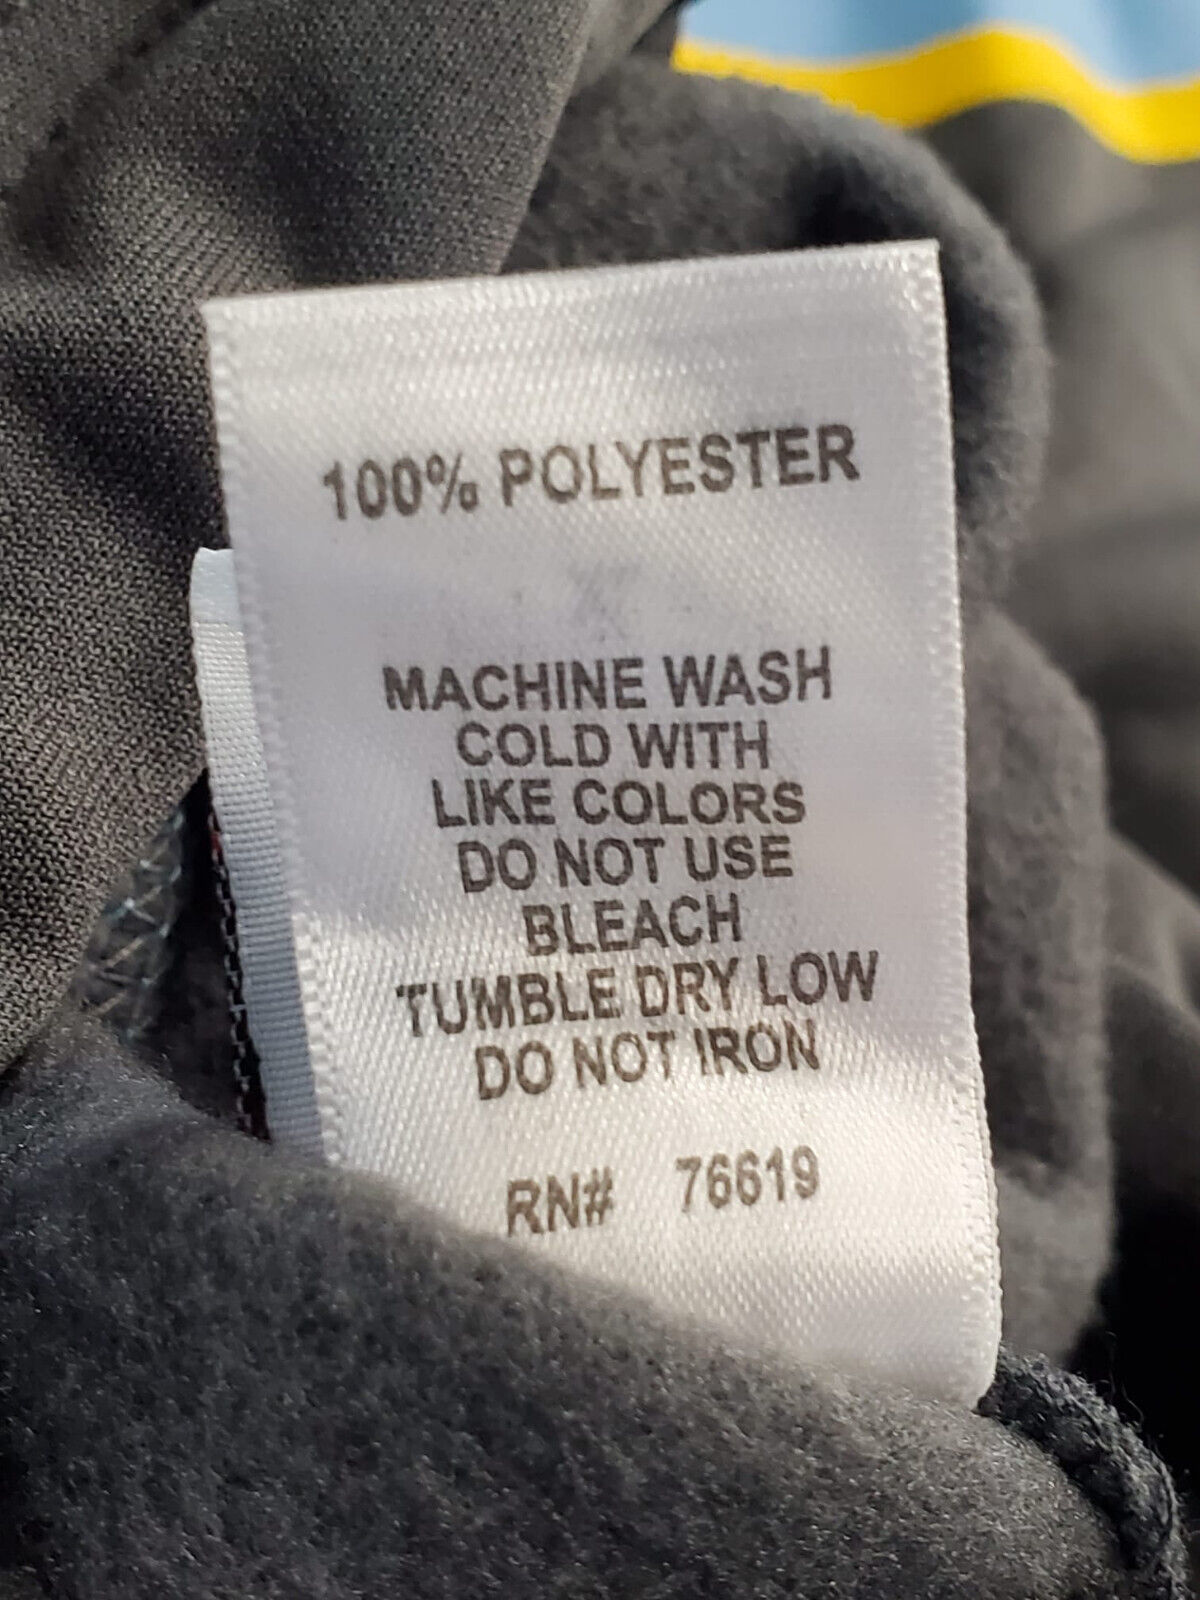 100% POLYESTER
MACHINE WASH
COLD WITH
LIKE COLORS
DO NOT USE
BLEACH
TUMBLE DRY LOW
DO NOT IRON
RN# 76619